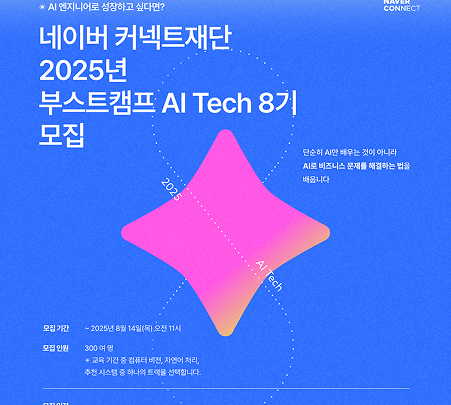 ✴ AI 엔지니어로 성장하고 싶다면?
NAVER
CONNECT
네이버 커넥트재단
2025년
부스트캠프 AI Tech 8기
모집
단순히 AI만 배우는 것이 아니라
AI로 비즈니스 문제를 해결하는 법을
배웁니다
2025
AI Tech
모집 기간 ~ 2025년 8월 14일(목) 오전 11시
모집 인원 300 여 명
✴ 교육 기간 중 컴퓨터 비전, 자연어 처리,
추천 시스템 중 하나의 트랙을 선택합니다.